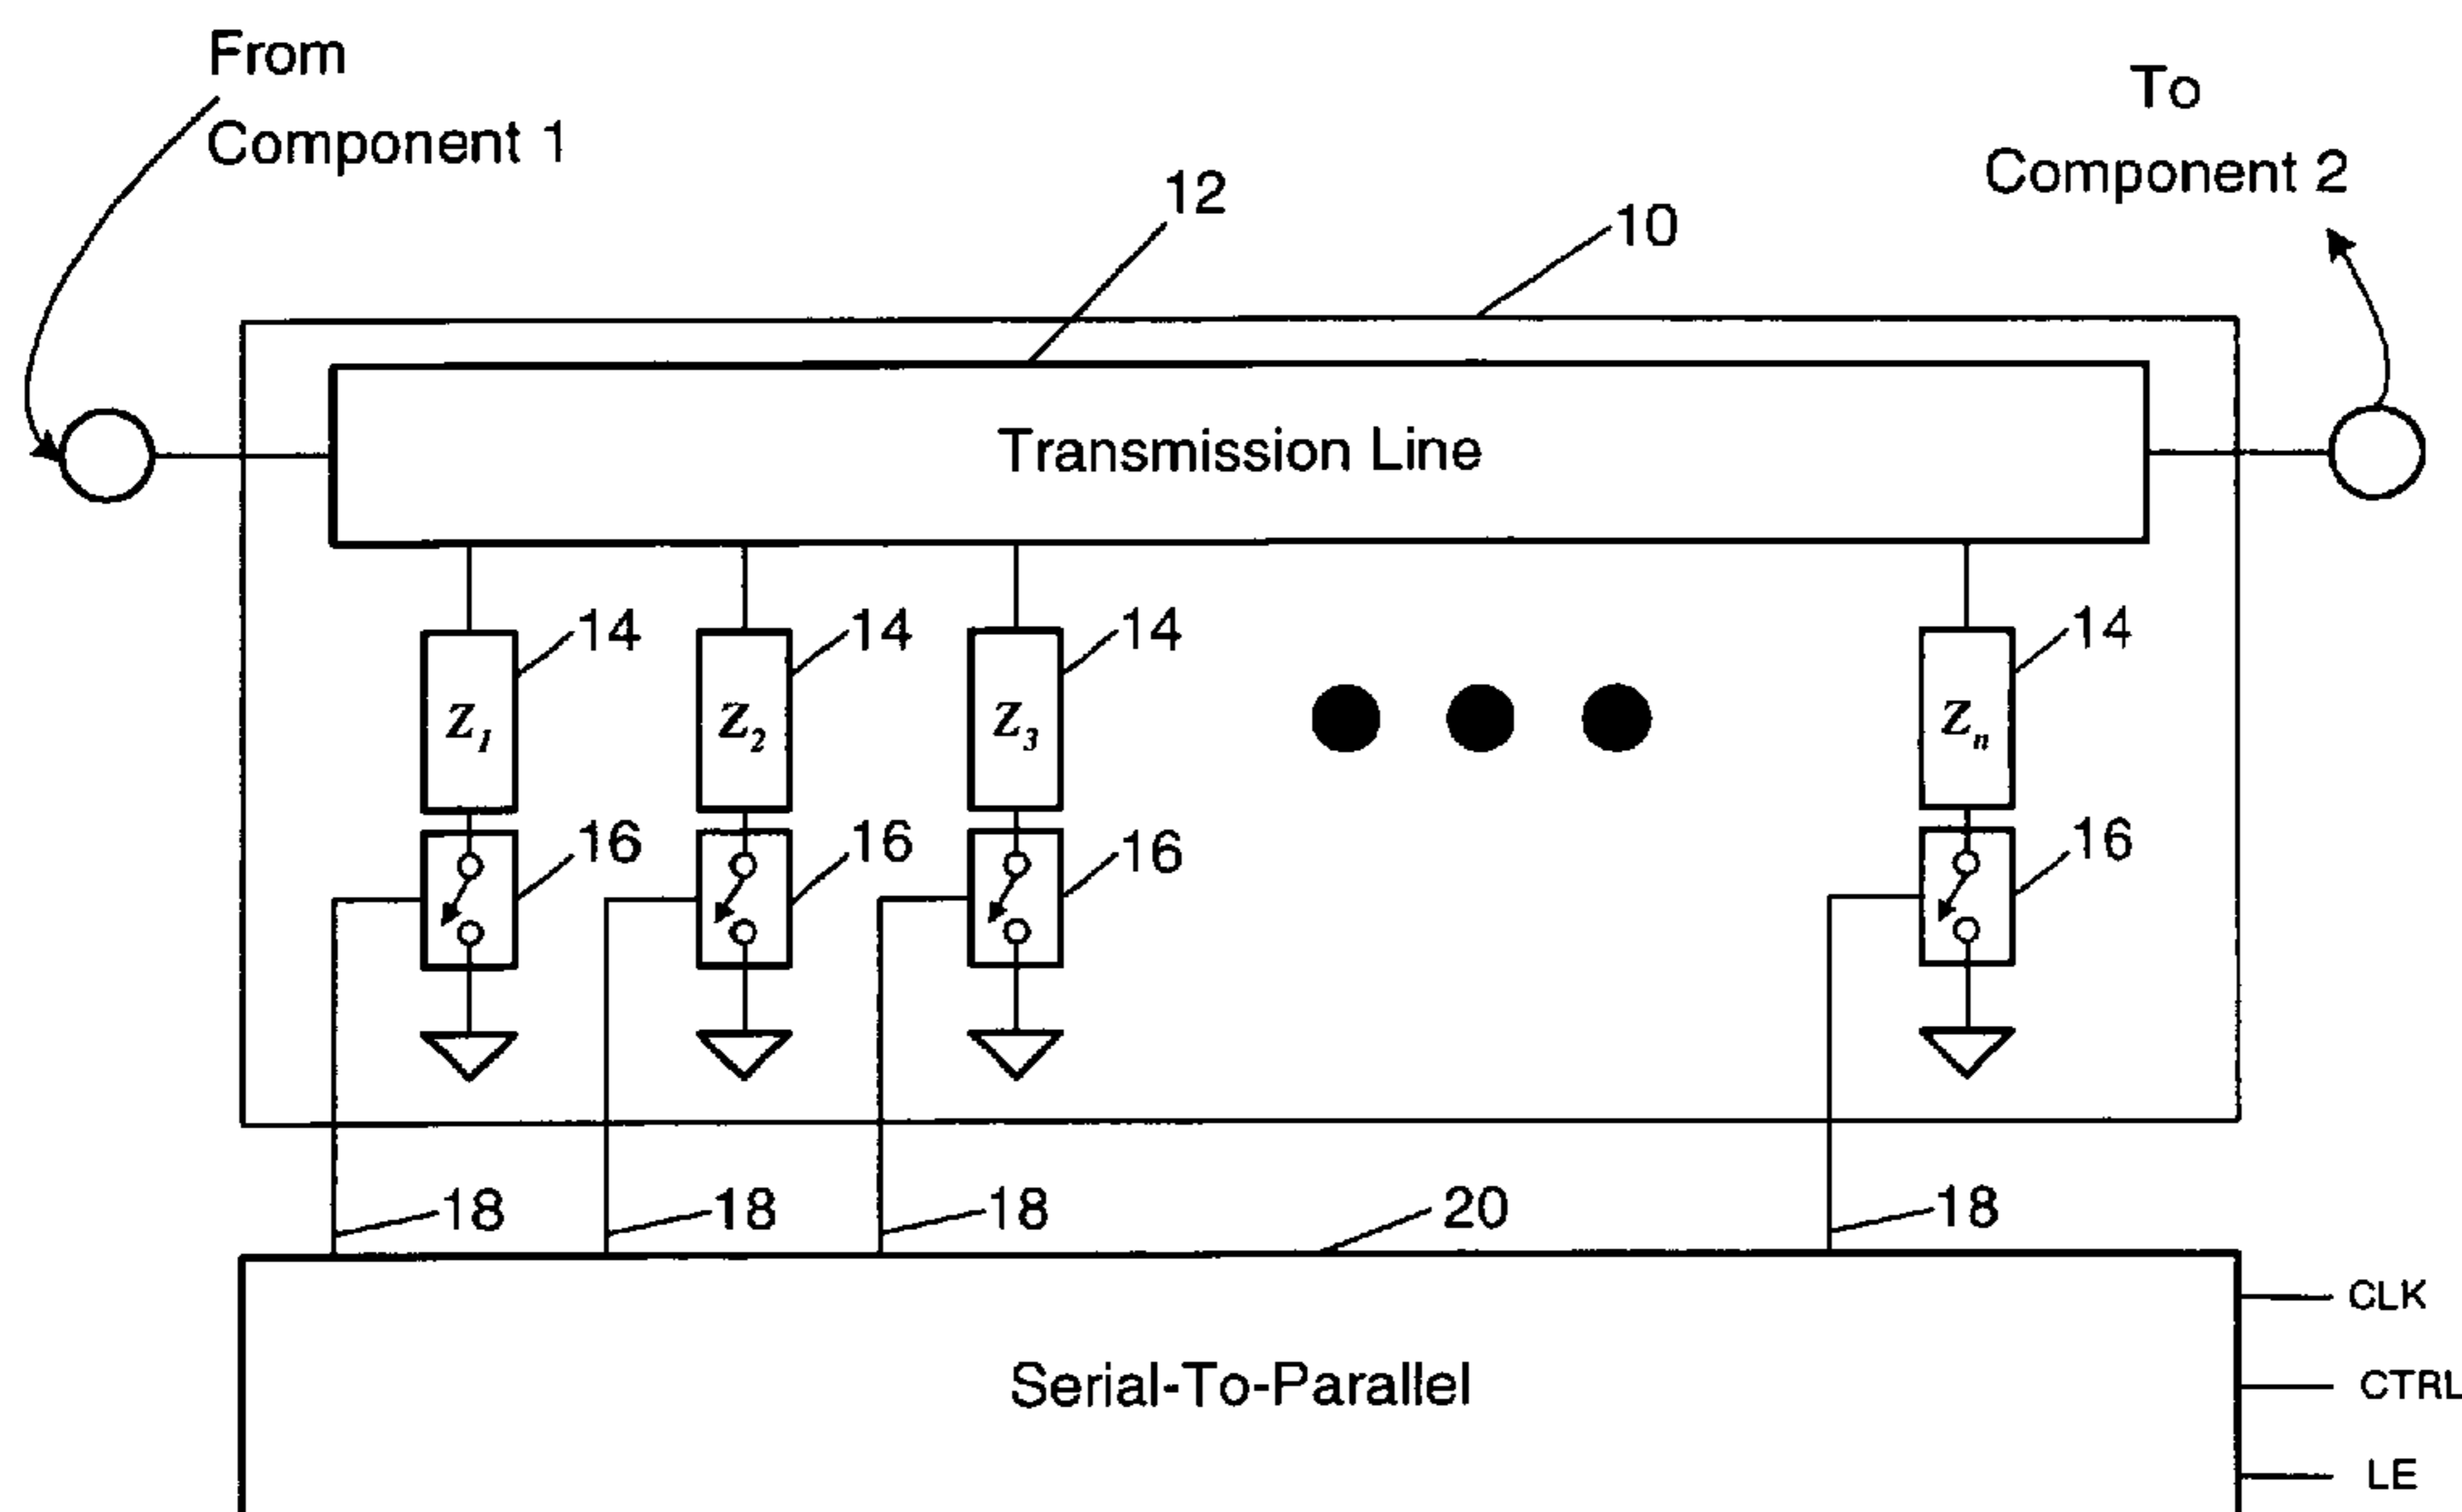 From
Component 1
To
Component 2
12
10
Transmission Line
14
14
14
14
Z1
Z2
Z3
Zn
16
16
16
16
18
18
18
20
18
CLK
Serial-To-Parallel
CTRL
LE